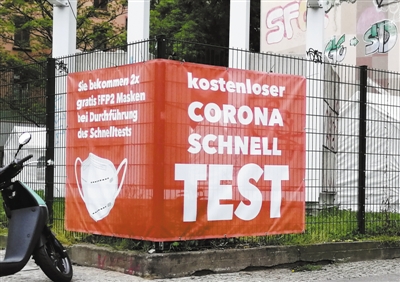 Sie bekommen 2x
gratis FFP2 Masken
bei Durchführung
des Schnelltests
kostenloser
CORONA
SCHNELL
TEST